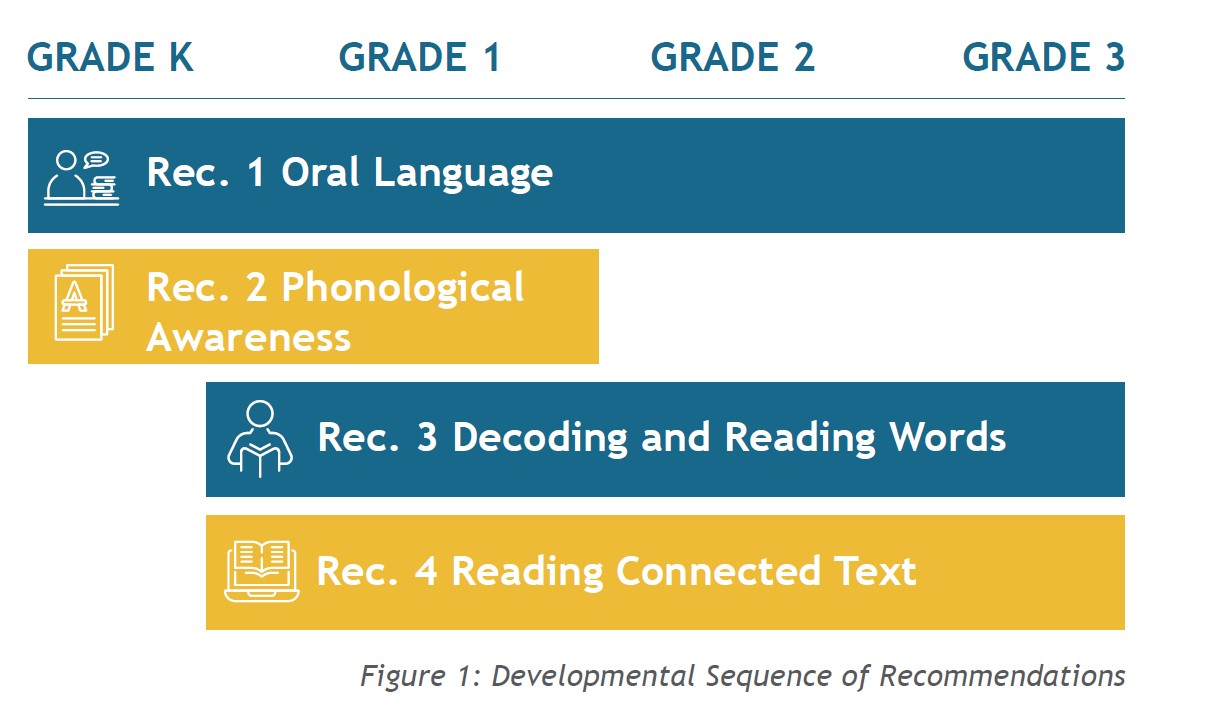 GRADE K GRADE 1 GRADE 2 GRADE 3
Rec. 1 Oral Language
Rec. 2 Phonological
Awareness
Rec. 3 Decoding and Reading Words
Rec. 4 Reading Connected Text
Figure 1: Developmental Sequence of Recommendations